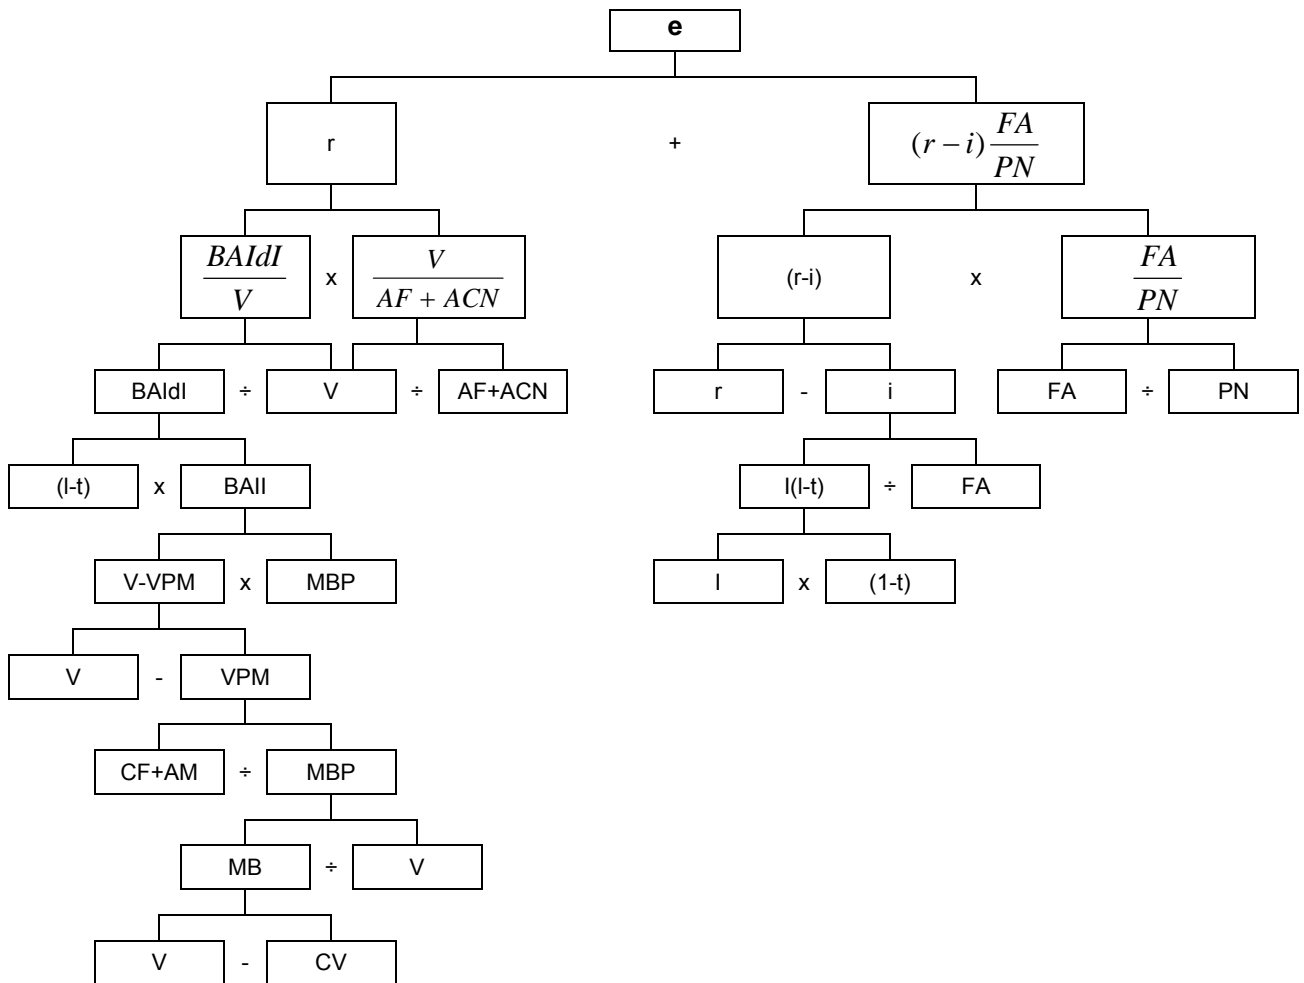 e
r + (r − i) FA/PN
BAIdI/V x V/(AF + ACN) (r-i) x FA/PN
BAIdI ÷ V ÷ AF+ACN r - i FA ÷ PN
(l-t) x BAII I(l-t) ÷ FA
V-VPM x MBP I x (1-t)
V - VPM
CF+AM ÷ MBP
MB ÷ V
V - CV